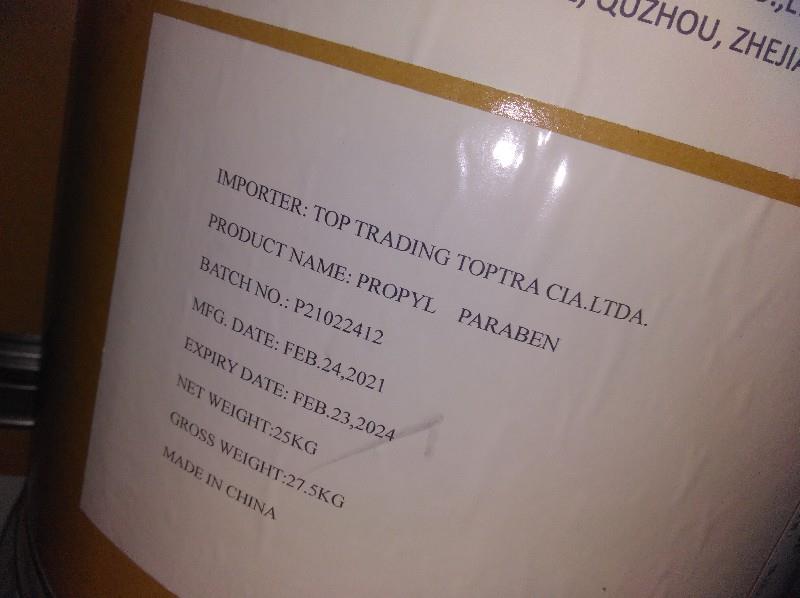 QUZHOU,
IMPORTER: TOP TRADING TOPTRA CIA.LTDA.
PRODUCT NAME: PROPYL PARABEN
BATCH NO.: P21022412
MFG. DATE: FEB.24,2021
EXPIRY DATE: FEB.23,2024
NET WEIGHT:25KG
GROSS WEIGHT:27.5KG
MADE IN CHINA